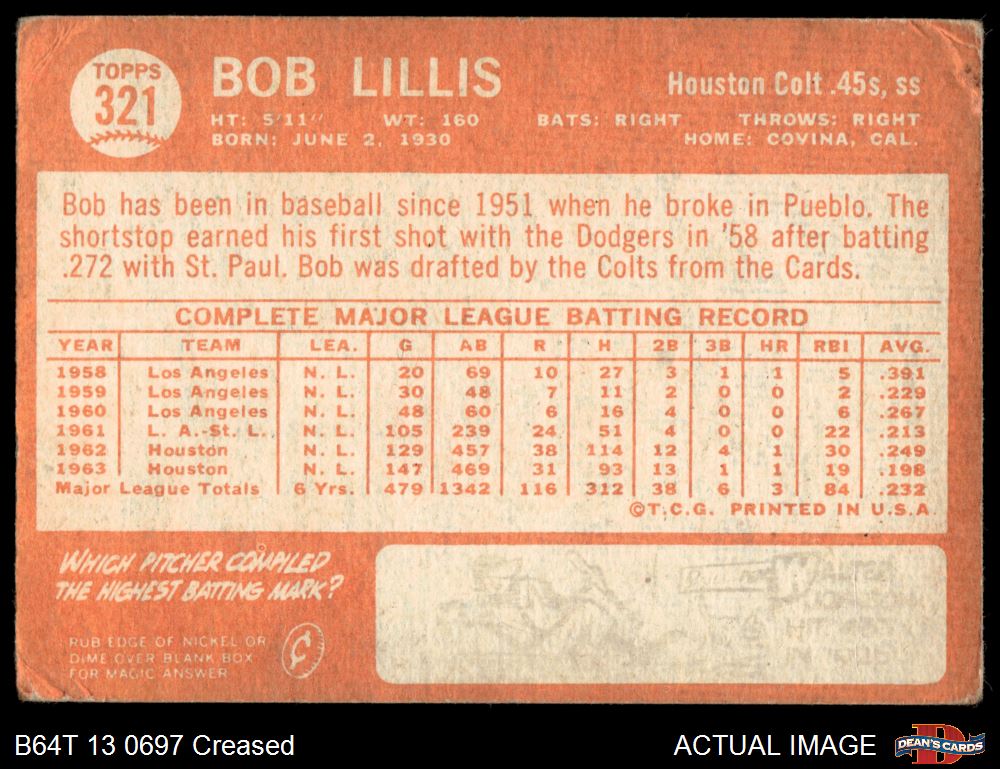 TOPPS
321
BOB LILLIS
Houston Colt .45s, ss
HT: 5'11" WT: 160 BATS: RIGHT THROWS: RIGHT
BORN: JUNE 2, 1930 HOME: COVINA, CAL.
Bob has been in baseball since 1951 when he broke in Pueblo. The
shortstop earned his first shot with the Dodgers in '58 after batting
.272 with St. Paul. Bob was drafted by the Colts from the Cards.
COMPLETE MAJOR LEAGUE BATTING RECORD
YEAR TEAM LEA. G AB R H 2B 3B HR RBI AVG.
1958 Los Angeles N. L. 20 69 10 27 3 1 1 5 .391
1959 Los Angeles N. L. 30 48 7 11 2 0 0 2 .229
1960 Los Angeles N. L. 48 60 6 16 4 0 0 6 .267
1961 L. A.-St. L. N. L. 105 239 24 51 4 0 0 22 .213
1962 Houston N. L. 129 457 38 114 12 4 1 30 .249
1963 Houston N. L. 147 469 31 93 13 1 1 19 .198
Major League Totals 6 Yrs. 479 1342 116 312 38 6 3 84 .232
©T.C.G. PRINTED IN U.S.A.
WHICH PITCHER COMPILED
THE HIGHEST BATTING MARK?
RUB EDGE OF NICKEL OR
DIME OVER BLANK BOX
FOR MAGIC ANSWER
WALTER
JOHNSON
HIT
IN
B64T 13 0697 Creased
ACTUAL IMAGE
DEAN'S CARDS